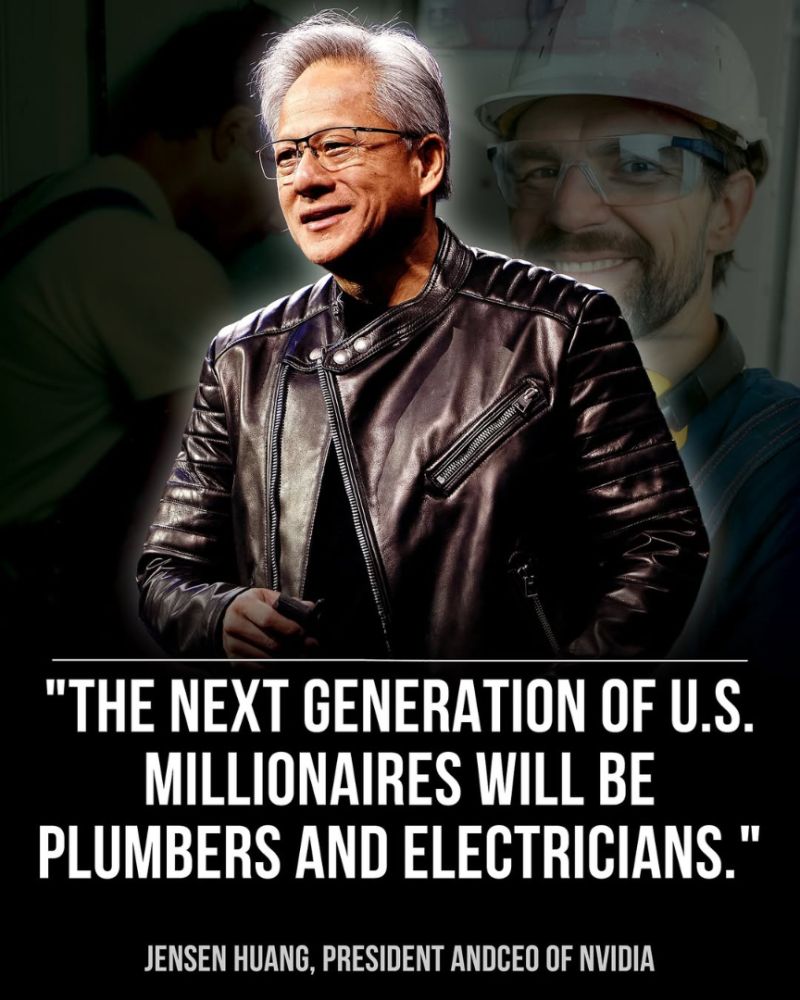 "THE NEXT GENERATION OF U.S.
MILLIONAIRES WILL BE
PLUMBERS AND ELECTRICIANS."
JENSEN HUANG, PRESIDENT ANDCEO OF NVIDIA